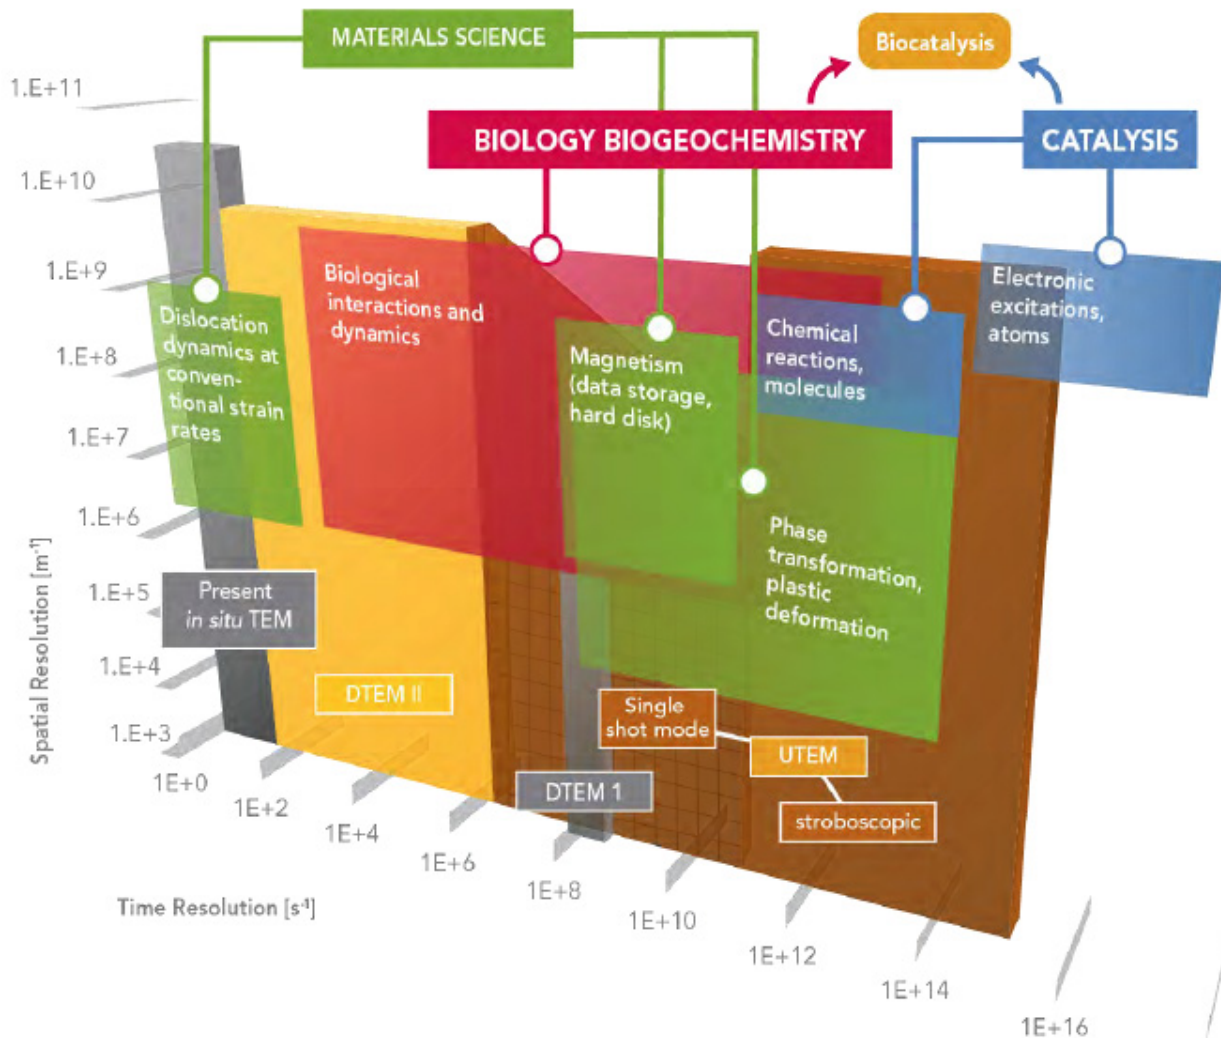 MATERIALS SCIENCE
Biocatalysis
BIOLOGY BIOGEOCHEMISTRY
CATALYSIS
1.E+11
1.E+10
1.E+9
1.E+8
1.E+7
1.E+6
1.E+5
1.E+4
1.E+3
Spatial Resolution [m⁻¹]
Dislocation
dynamics at
conven-
tional strain
rates
Biological
interactions and
dynamics
Magnetism
(data storage,
hard disk)
Chemical
reactions,
molecules
Electronic
excitations,
atoms
Phase
transformation,
plastic
deformation
Present
in situ TEM
DTEM II
Single
shot mode
UTEM
DTEM 1
stroboscopic
1E+0
1E+2
1E+4
1E+6
1E+8
1E+10
1E+12
1E+14
1E+16
Time Resolution [s⁻¹]